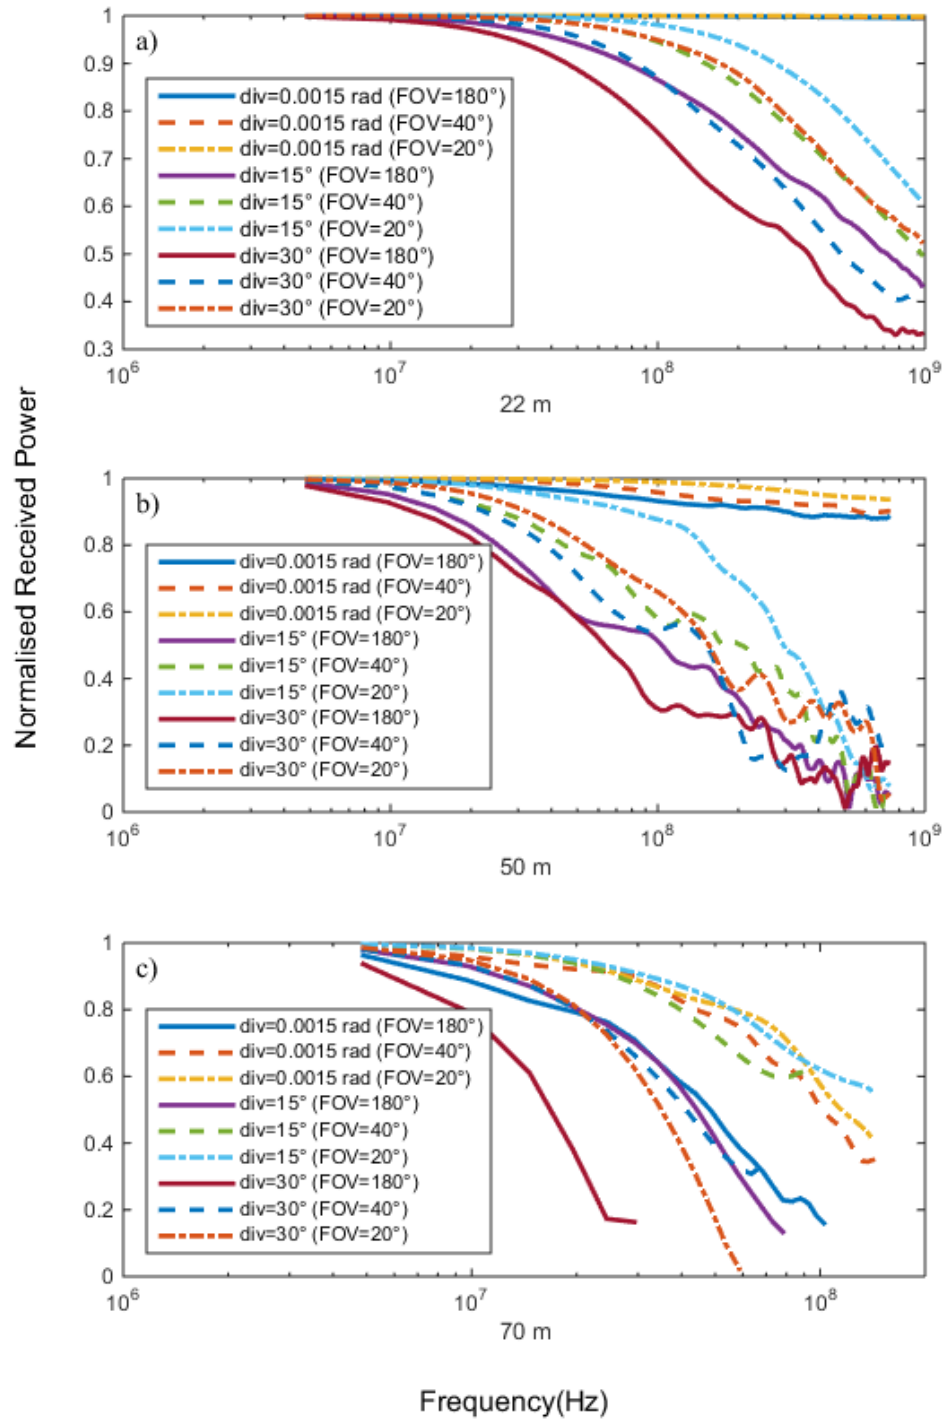 Normalised Received Power
a)
1
0.9
0.8
0.7
0.6
0.5
0.4
0.3
div=0.0015 rad (FOV=180°)
div=0.0015 rad (FOV=40°)
div=0.0015 rad (FOV=20°)
div=15° (FOV=180°)
div=15° (FOV=40°)
div=15° (FOV=20°)
div=30° (FOV=180°)
div=30° (FOV=40°)
div=30° (FOV=20°)
10⁶ 10⁷ 10⁸ 10⁹
22 m
b)
1
0.8
0.6
0.4
0.2
0
div=0.0015 rad (FOV=180°)
div=0.0015 rad (FOV=40°)
div=0.0015 rad (FOV=20°)
div=15° (FOV=180°)
div=15° (FOV=40°)
div=15° (FOV=20°)
div=30° (FOV=180°)
div=30° (FOV=40°)
div=30° (FOV=20°)
10⁶ 10⁷ 10⁸ 10⁹
50 m
c)
1
0.8
0.6
0.4
0.2
0
div=0.0015 rad (FOV=180°)
div=0.0015 rad (FOV=40°)
div=0.0015 rad (FOV=20°)
div=15° (FOV=180°)
div=15° (FOV=40°)
div=15° (FOV=20°)
div=30° (FOV=180°)
div=30° (FOV=40°)
div=30° (FOV=20°)
10⁶ 10⁷ 10⁸
70 m
Frequency(Hz)